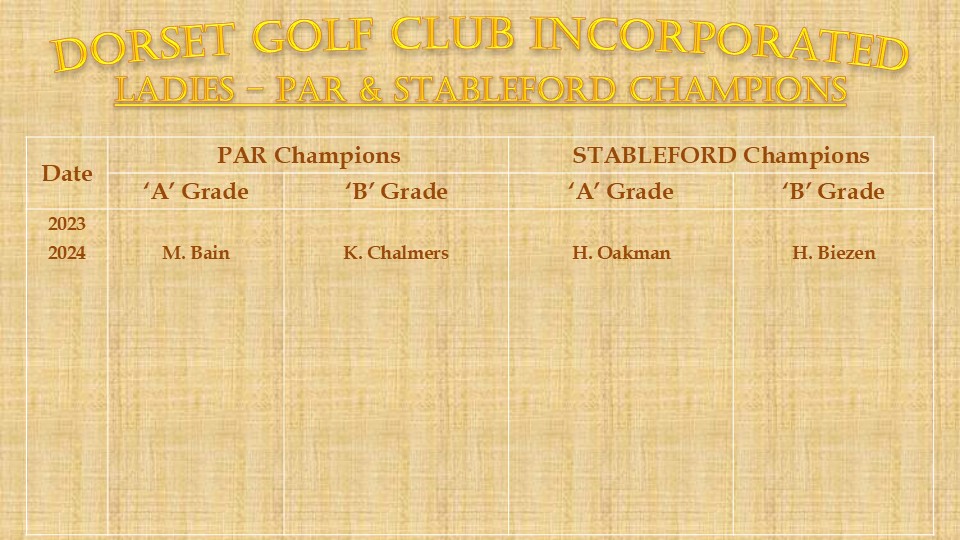 DORSET GOLF CLUB INCORPORATED
LADIES – PAR & STABLEFORD CHAMPIONS
Date PAR Champions STABLEFORD Champions
‘A’ Grade ‘B’ Grade ‘A’ Grade ‘B’ Grade
2023
2024 M. Bain K. Chalmers H. Oakman H. Biezen